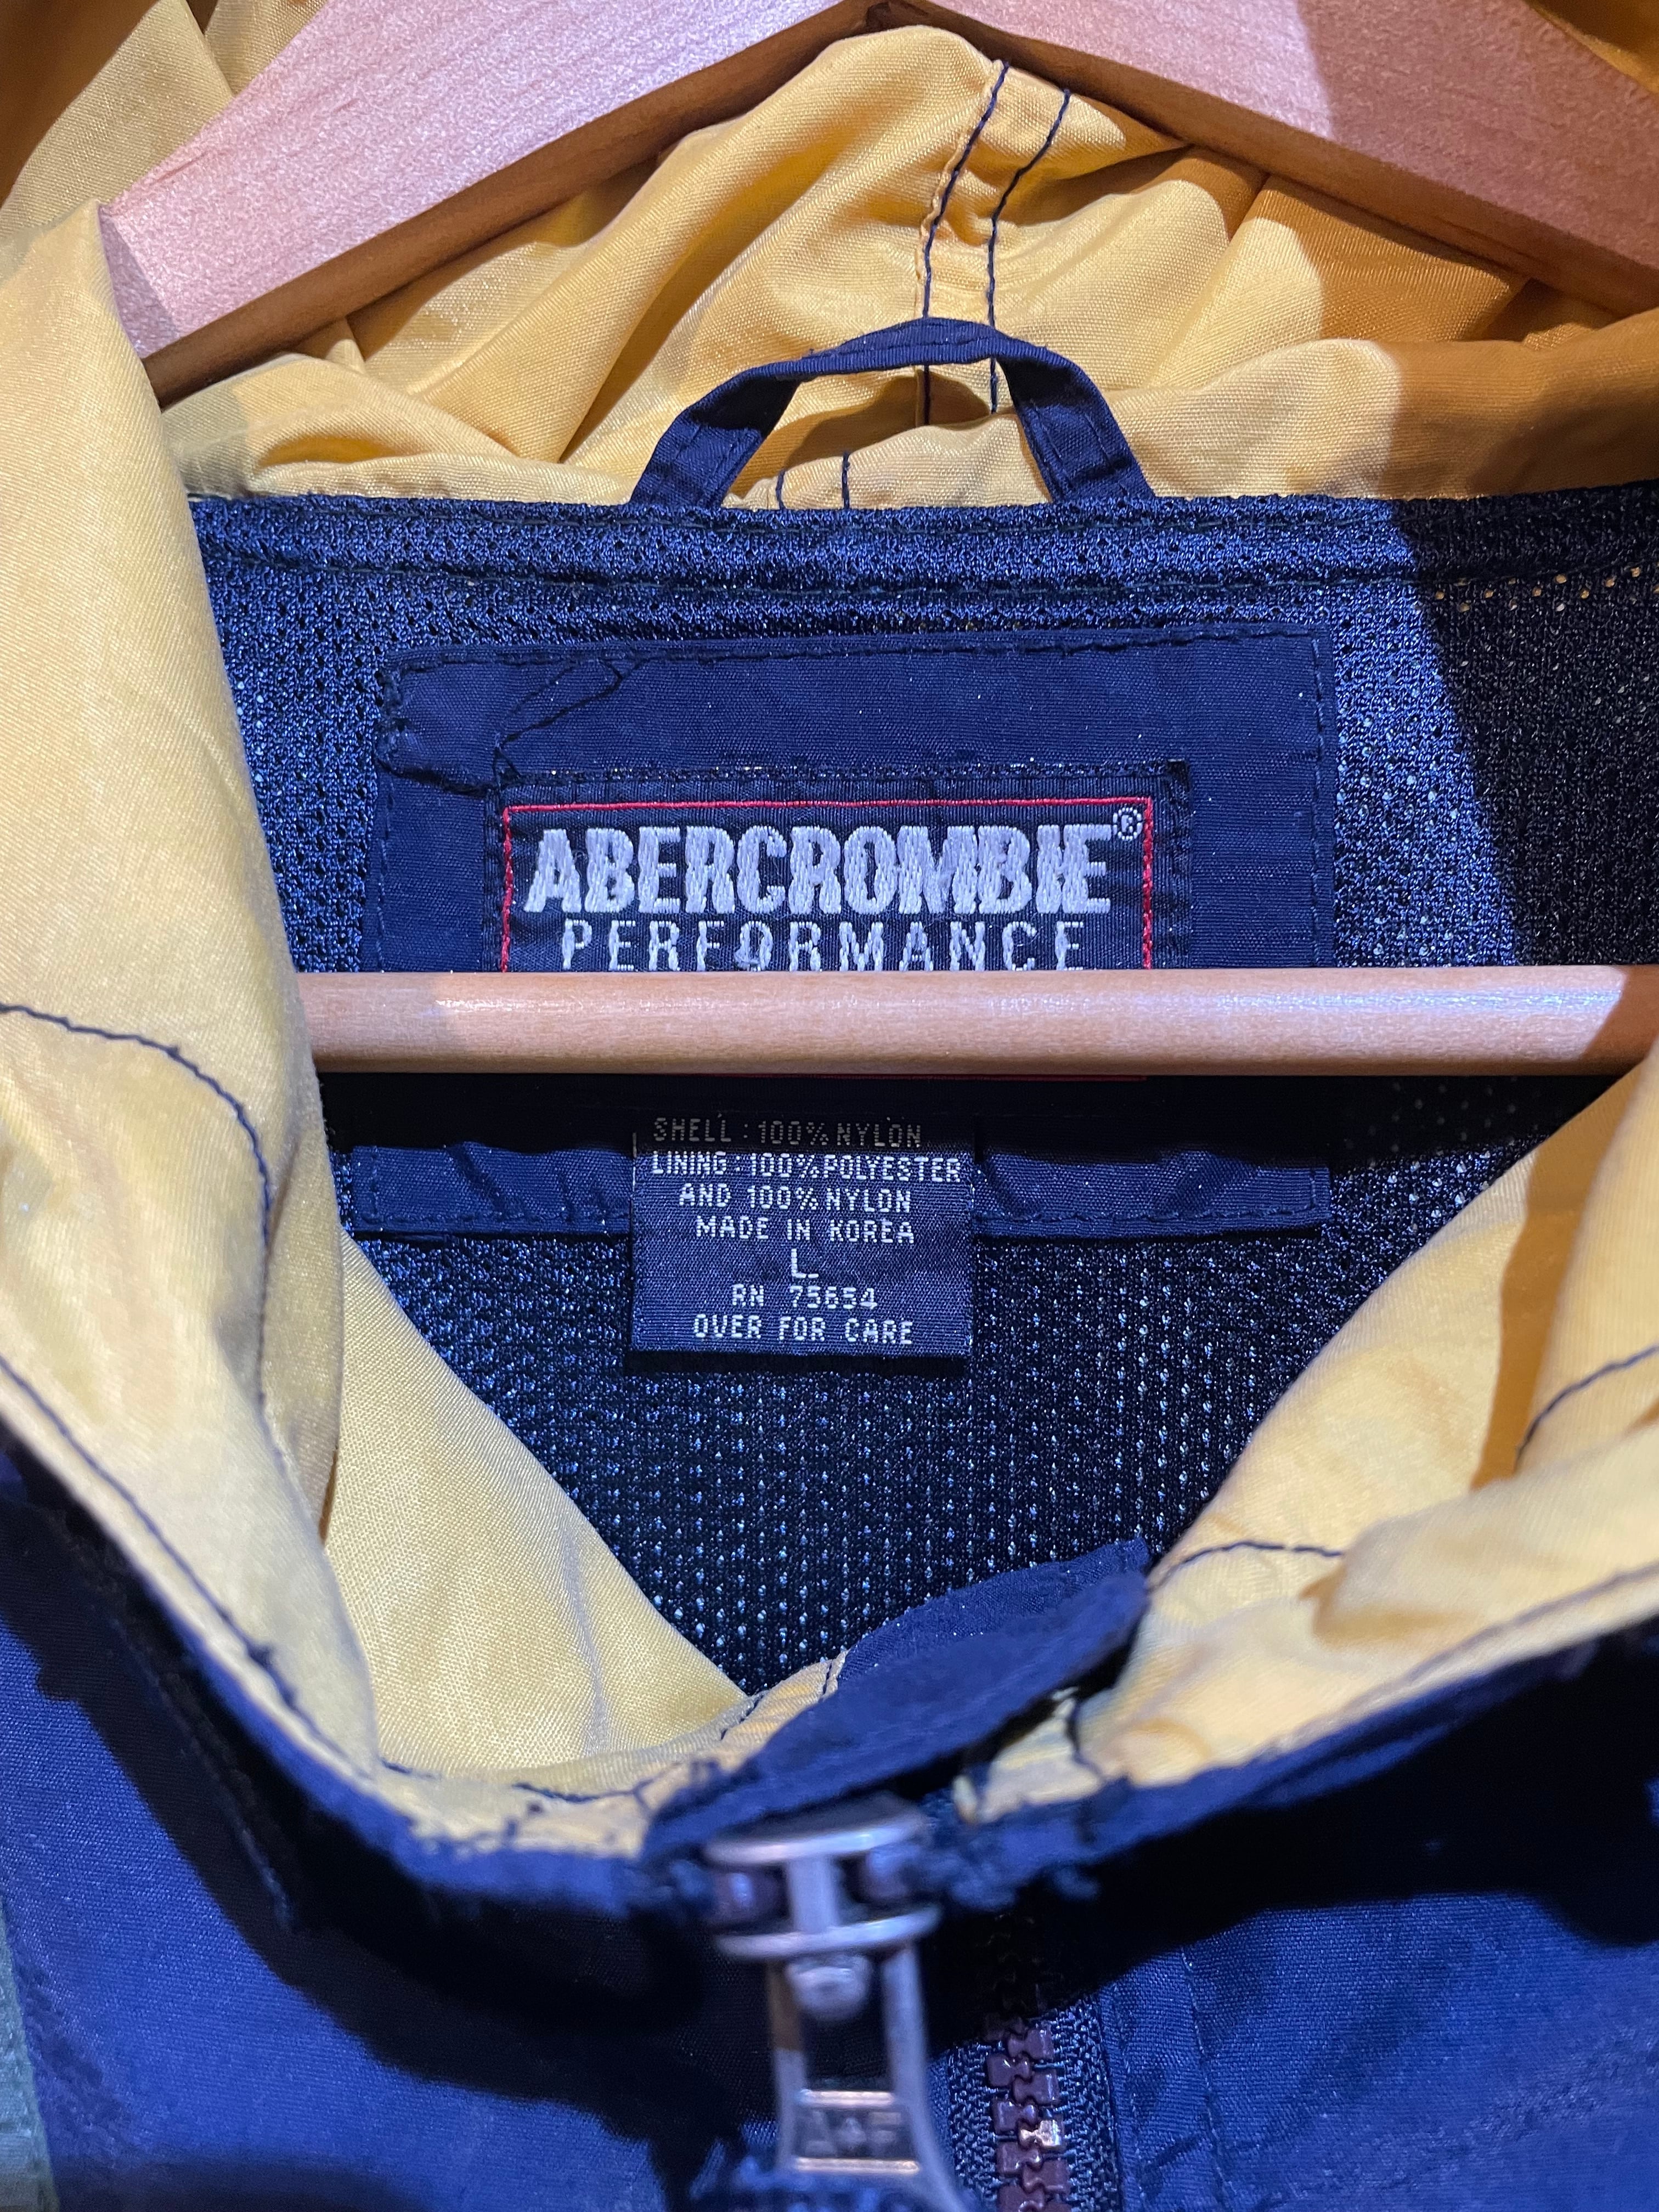 ABERCROMBIE®
PERFORMANCE
SHELL : 100% NYLON
LINING : 100% POLYESTER
AND 100% NYLON
MADE IN KOREA
L
RN 75654
OVER FOR CARE
A+F